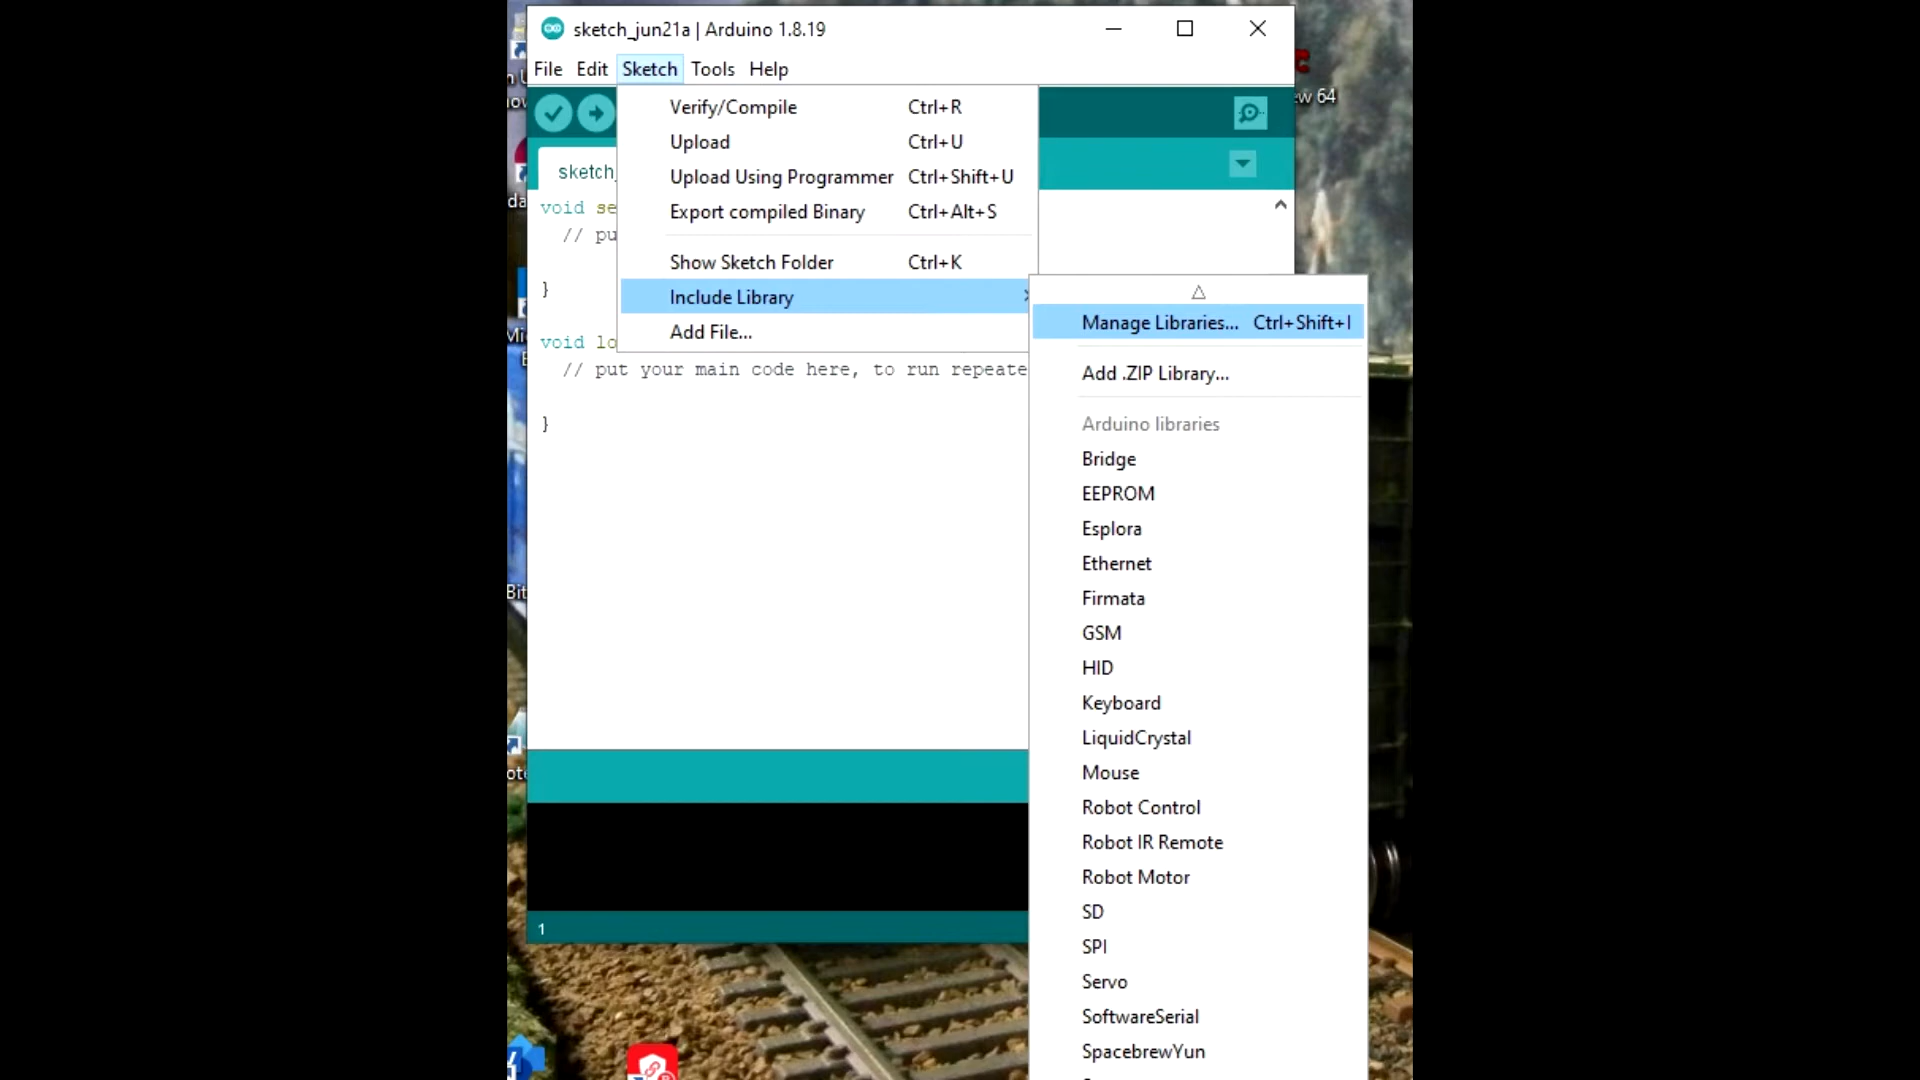 sketch_jun21a | Arduino 1.8.19
File Edit Sketch Tools Help
Verify/Compile Ctrl+R
Upload Ctrl+U
Upload Using Programmer Ctrl+Shift+U
Export compiled Binary Ctrl+Alt+S
Show Sketch Folder Ctrl+K
Include Library
Add File...
Manage Libraries... Ctrl+Shift+I
Add .ZIP Library...
Arduino libraries
Bridge
EEPROM
Esplora
Ethernet
Firmata
GSM
HID
Keyboard
LiquidCrystal
Mouse
Robot Control
Robot IR Remote
Robot Motor
SD
SPI
Servo
SoftwareSerial
SpacebrewYun
sketch_
void se
// pu
}
void lo
// put your main code here, to run repeate
}
1
ew 64
Bit